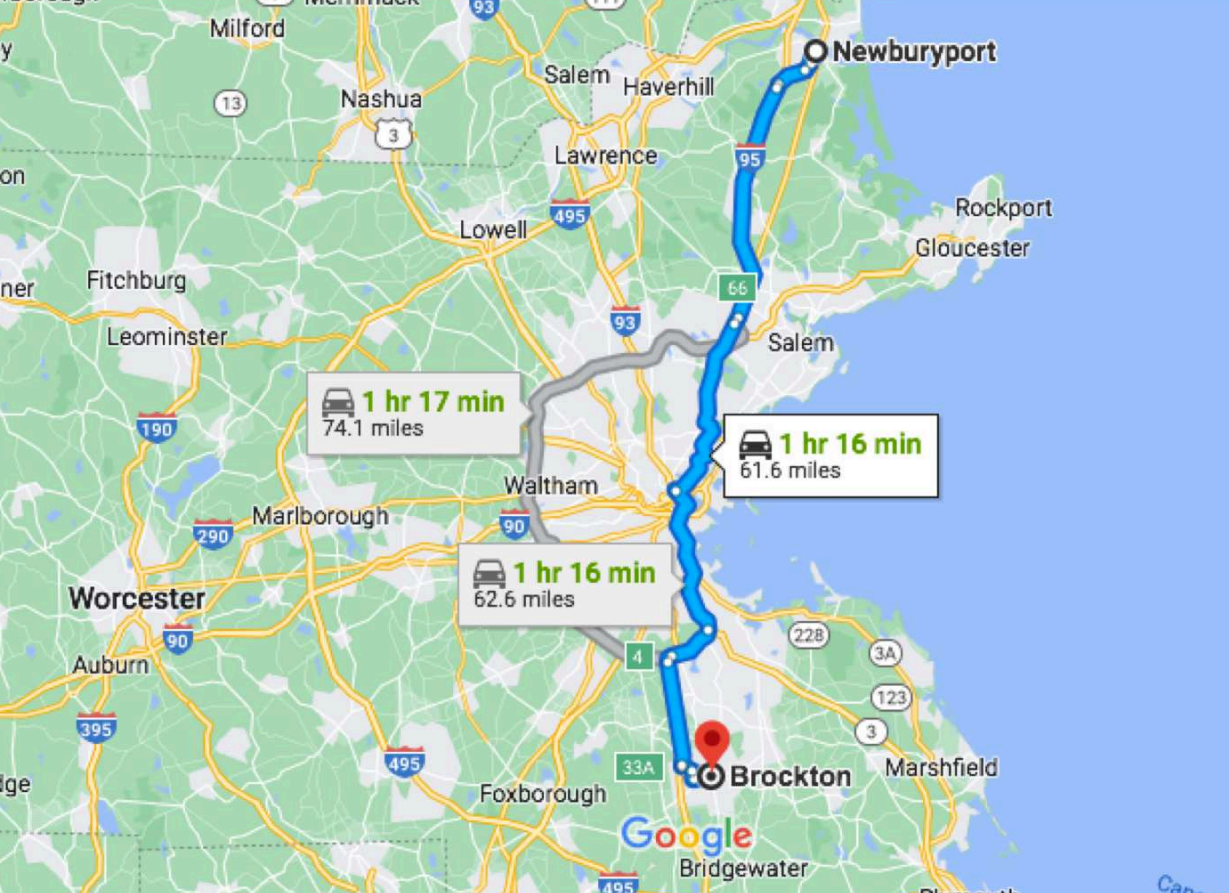 Milford
93
Newburyport
Salem
Haverhill
13
Nashua
3
Lawrence
95
on
495
Lowell
Rockport
Gloucester
Fitchburg
ner
66
93
Leominster
Salem
1 hr 17 min
74.1 miles
190
1 hr 16 min
61.6 miles
Waltham
Marlborough
90
290
1 hr 16 min
62.6 miles
Worcester
90
228
Auburn
4
3A
123
395
3
495
33A
Brockton
Marshfield
dge
Foxborough
Google
Bridgewater
495